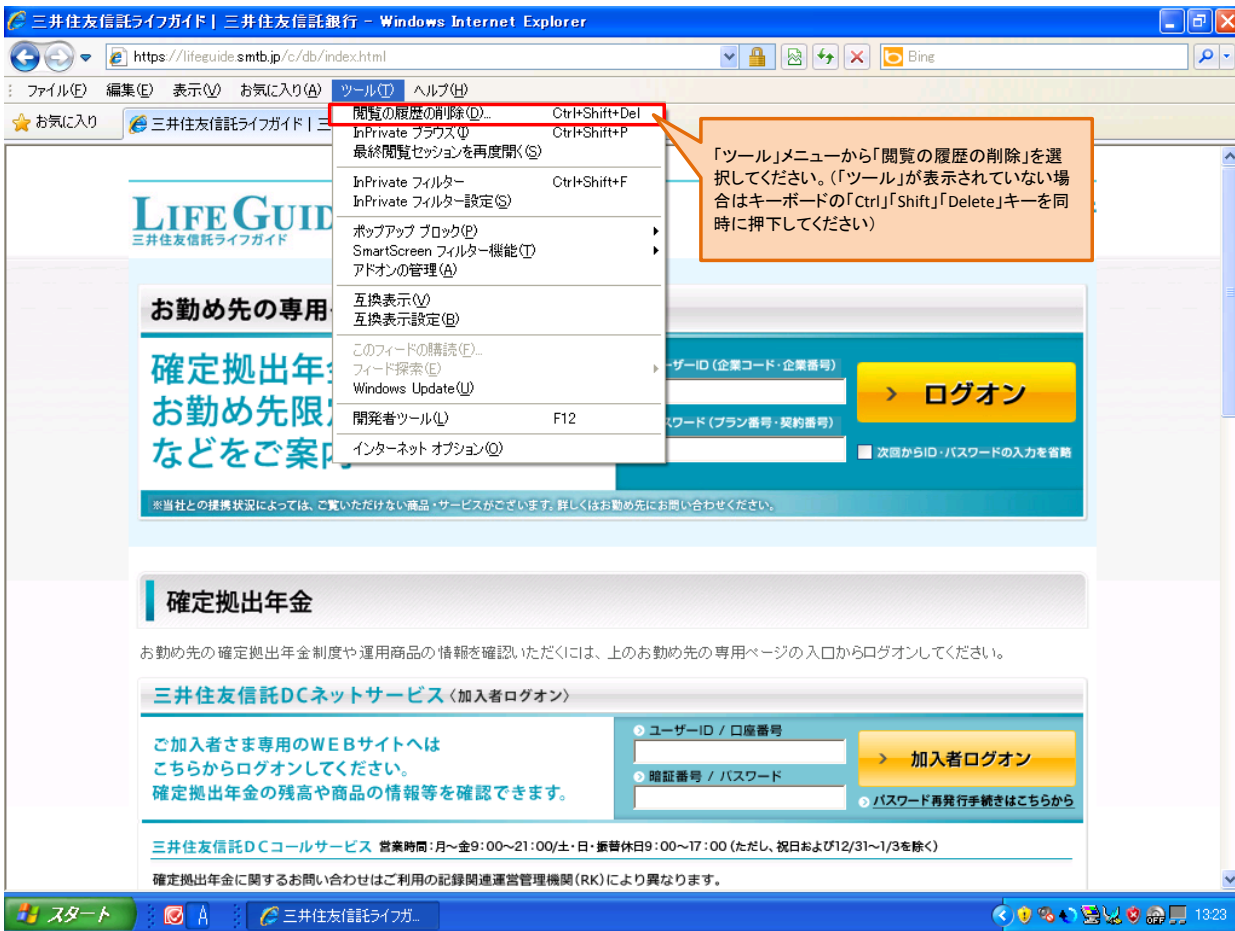 三井住友信託ライフガイド | 三井住友信託銀行 - Windows Internet Explorer
https://lifeguide.smtb.jp/c/db/index.html
Bing
ファイル(F) 編集(E) 表示(V) お気に入り(A) ツール(T) ヘルプ(H)
お気に入り
三井住友信託ライフガイド | 三
閲覧の履歴の削除(D)... Ctrl+Shift+Del
InPrivate ブラウズ(I) Ctrl+Shift+P
最終閲覧セッションを再度開く(S)
InPrivate フィルター Ctrl+Shift+F
InPrivate フィルター設定(S)
ポップアップ ブロック(P)
SmartScreen フィルター機能(T)
アドオンの管理(A)
互換表示(V)
互換表示設定(B)
このフィードの購読(F)...
フィード探索(E)
Windows Update(U)
開発者ツール(L) F12
インターネット オプション(O)
「ツール」メニューから「閲覧の履歴の削除」を選
択してください。(「ツール」が表示されていない場
合はキーボードの「Ctrl」「Shift」「Delete」キーを同
時に押下してください)
LIFE GUID
三井住友信託ライフガイド
お勤め先の専用
確定拠出年
お勤め先限
などをご案内
ーザーID (企業コード・企業番号)
スワード (プラン番号・契約番号)
ログオン
次回からID・パスワードの入力を省略
※当社との提携状況によっては、ご覧いただけない商品・サービスがございます。詳しくはお勤め先にお問い合わせください。
確定拠出年金
お勤め先の確定拠出年金制度や運用商品の情報を確認いただくには、上のお勤め先の専用ページの入口からログオンしてください。
三井住友信託DCネットサービス〈加入者ログオン〉
ご加入者さま専用のWEBサイトへは
こちらからログオンしてください。
確定拠出年金の残高や商品の情報等を確認できます。
ユーザーID / 口座番号
暗証番号 / パスワード
加入者ログオン
パスワード再発行手続きはこちらから
三井住友信託DCコールサービス 営業時間:月~金9:00~21:00/土・日・振替休日9:00~17:00 (ただし、祝日および12/31~1/3を除く)
確定拠出年金に関するお問い合わせはご利用の記録関連運営管理機関(RK)により異なります。
スタート
A
三井住友信託ライフガ...
OFF
13:23